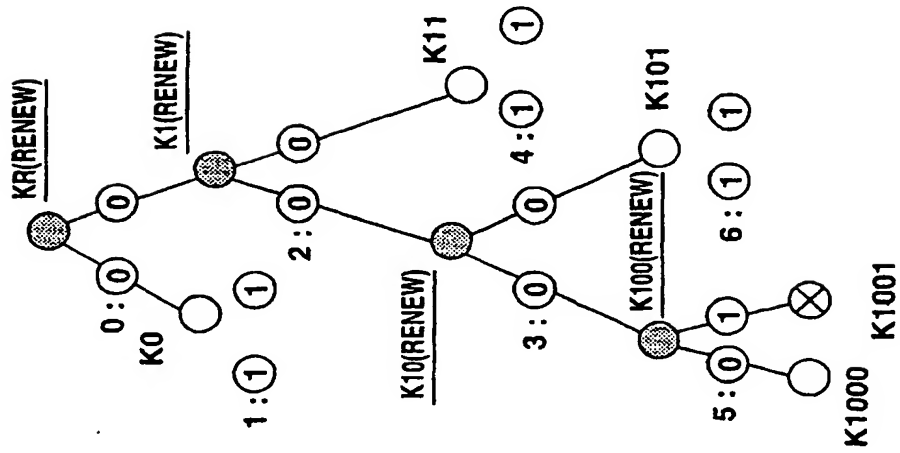 KR(RENEW)
K1(RENEW)
0: 0 0
K0
1: 1 1
2: 0 0
K11
4: 1 1
K10(RENEW)
3: 0 0
K101
K100(RENEW)
6: 1 1
5: 0 1
K1000
K1001